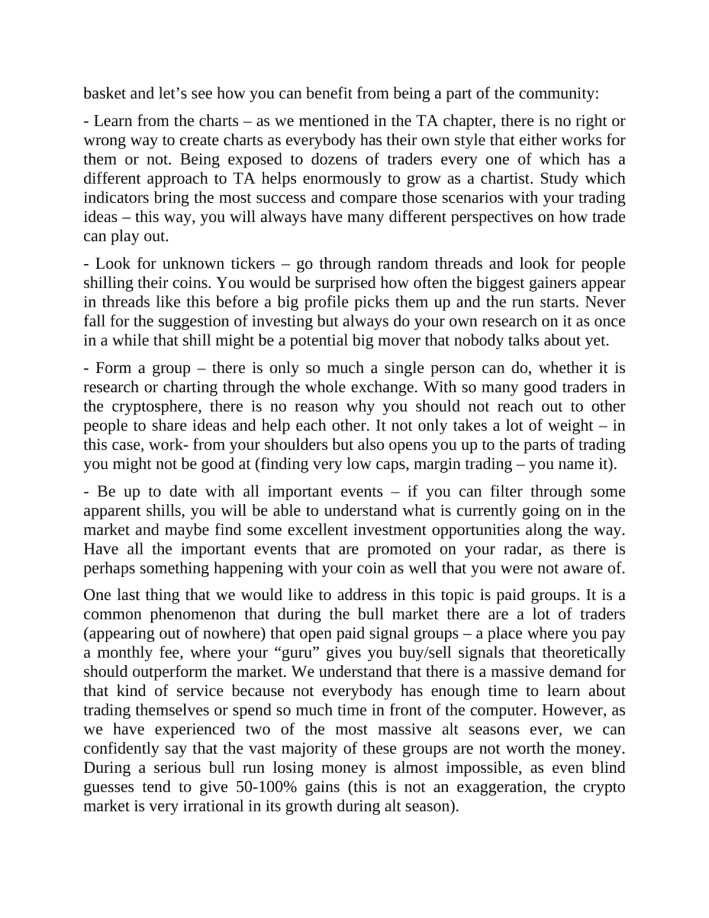 basket and let’s see how you can benefit from being a part of the community:
- Learn from the charts – as we mentioned in the TA chapter, there is no right or
wrong way to create charts as everybody has their own style that either works for
them or not. Being exposed to dozens of traders every one of which has a
different approach to TA helps enormously to grow as a chartist. Study which
indicators bring the most success and compare those scenarios with your trading
ideas – this way, you will always have many different perspectives on how trade
can play out.
- Look for unknown tickers – go through random threads and look for people
shilling their coins. You would be surprised how often the biggest gainers appear
in threads like this before a big profile picks them up and the run starts. Never
fall for the suggestion of investing but always do your own research on it as once
in a while that shill might be a potential big mover that nobody talks about yet.
- Form a group – there is only so much a single person can do, whether it is
research or charting through the whole exchange. With so many good traders in
the cryptosphere, there is no reason why you should not reach out to other
people to share ideas and help each other. It not only takes a lot of weight – in
this case, work- from your shoulders but also opens you up to the parts of trading
you might not be good at (finding very low caps, margin trading – you name it).
- Be up to date with all important events – if you can filter through some
apparent shills, you will be able to understand what is currently going on in the
market and maybe find some excellent investment opportunities along the way.
Have all the important events that are promoted on your radar, as there is
perhaps something happening with your coin as well that you were not aware of.
One last thing that we would like to address in this topic is paid groups. It is a
common phenomenon that during the bull market there are a lot of traders
(appearing out of nowhere) that open paid signal groups – a place where you pay
a monthly fee, where your “guru” gives you buy/sell signals that theoretically
should outperform the market. We understand that there is a massive demand for
that kind of service because not everybody has enough time to learn about
trading themselves or spend so much time in front of the computer. However, as
we have experienced two of the most massive alt seasons ever, we can
confidently say that the vast majority of these groups are not worth the money.
During a serious bull run losing money is almost impossible, as even blind
guesses tend to give 50-100% gains (this is not an exaggeration, the crypto
market is very irrational in its growth during alt season).